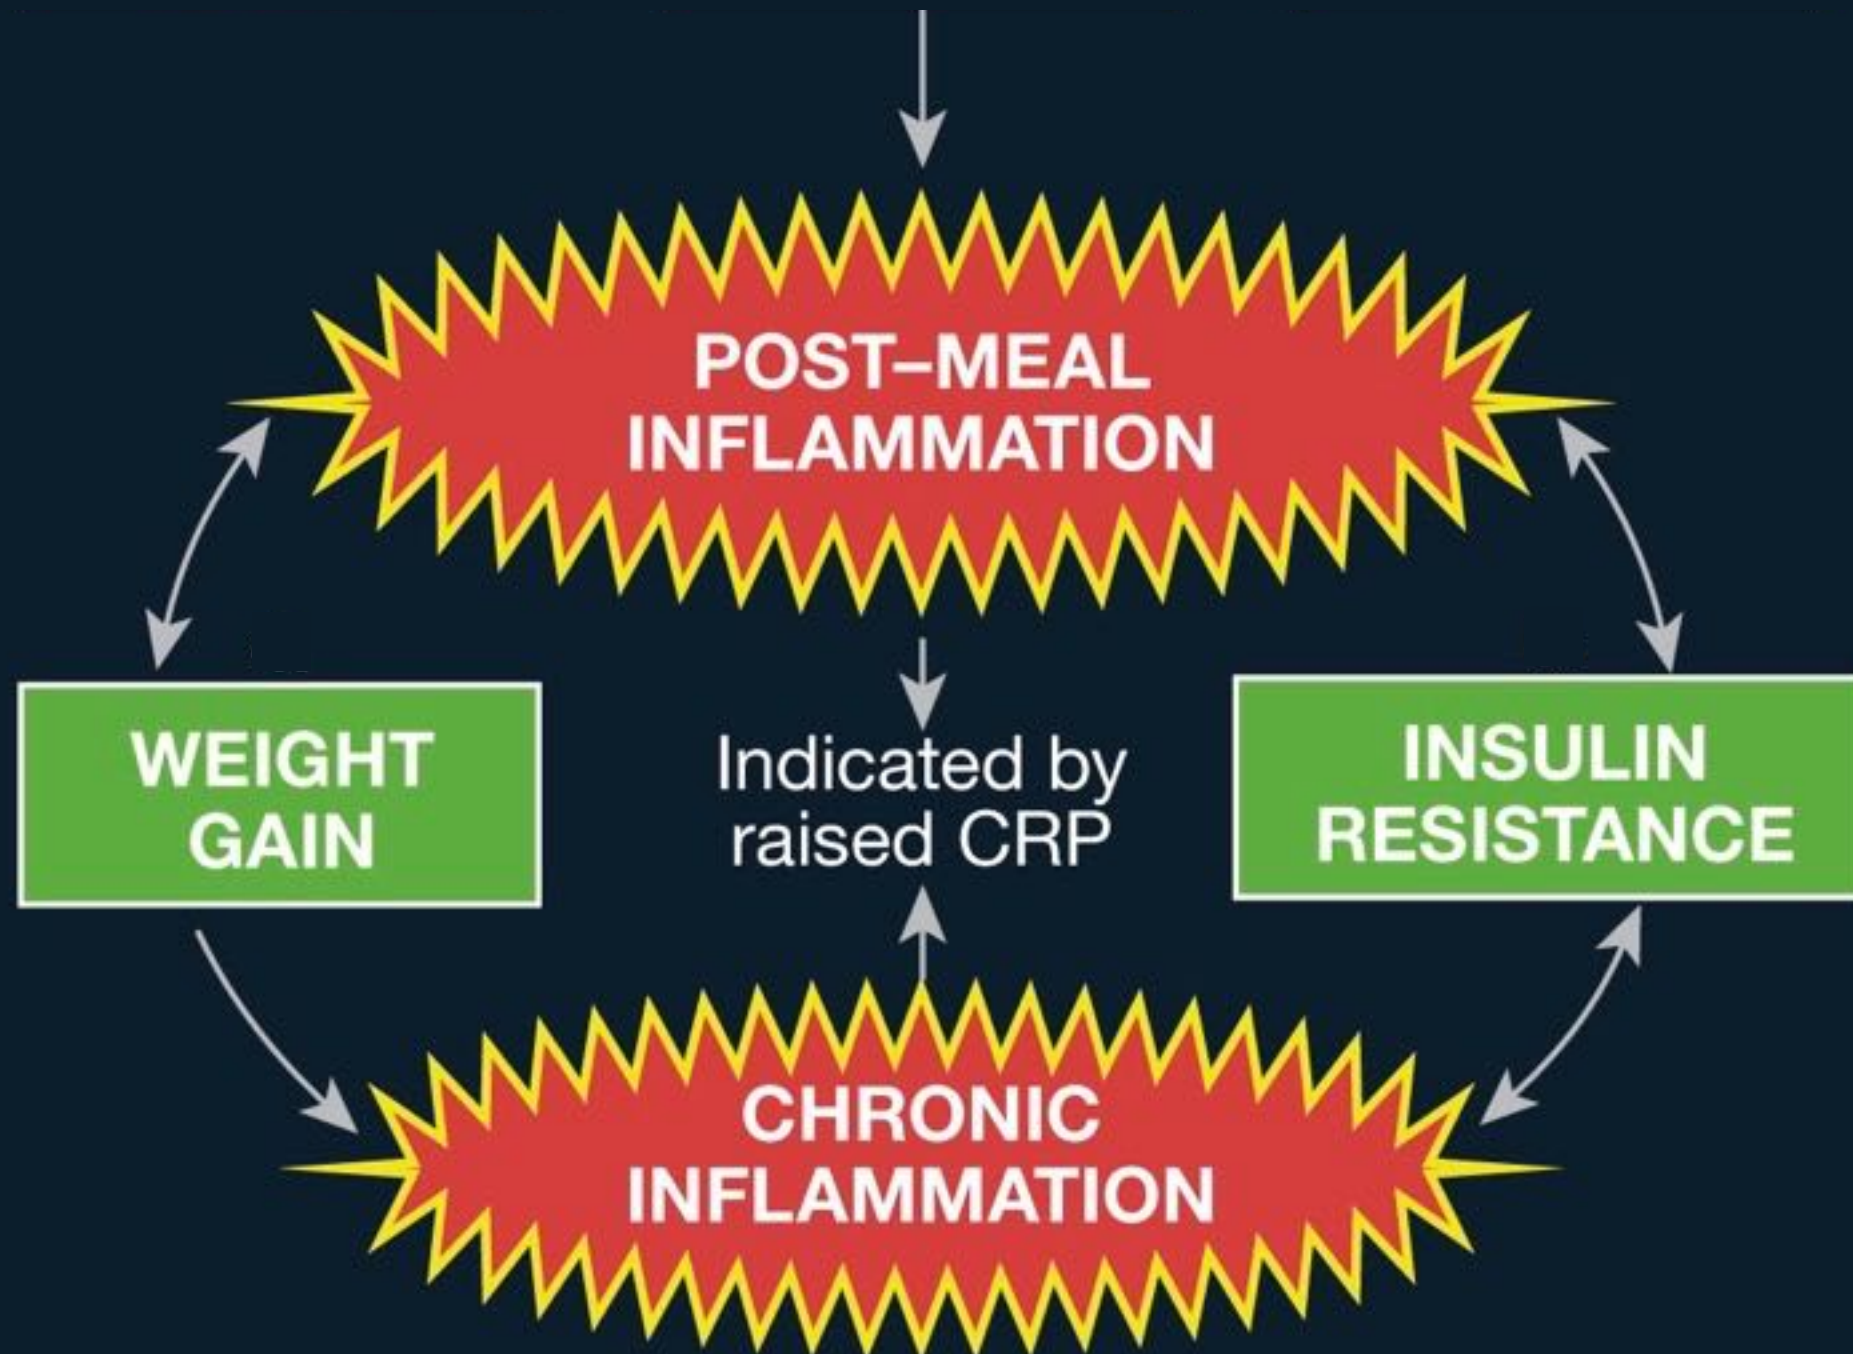 POST–MEAL
INFLAMMATION
WEIGHT
GAIN
Indicated by
raised CRP
INSULIN
RESISTANCE
CHRONIC
INFLAMMATION